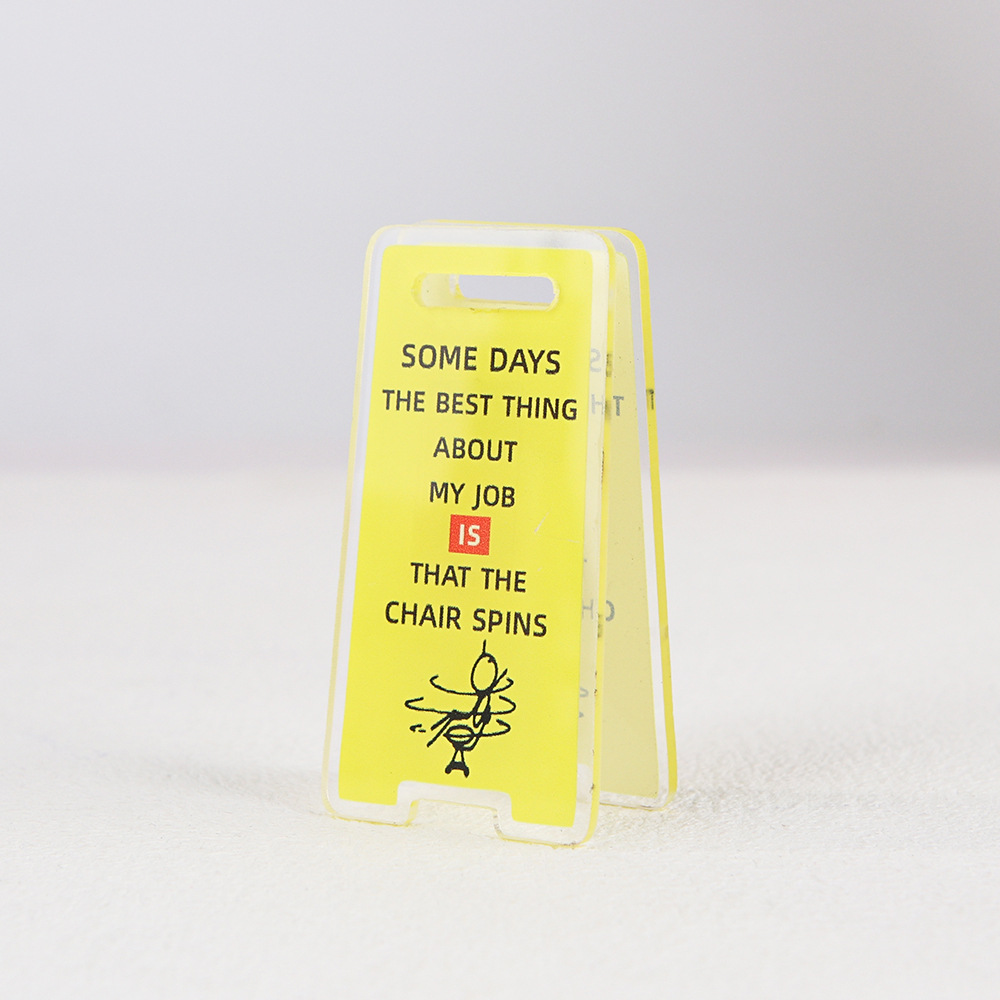 SOME DAYS
THE BEST THING
ABOUT
MY JOB
IS
THAT THE
CHAIR SPINS